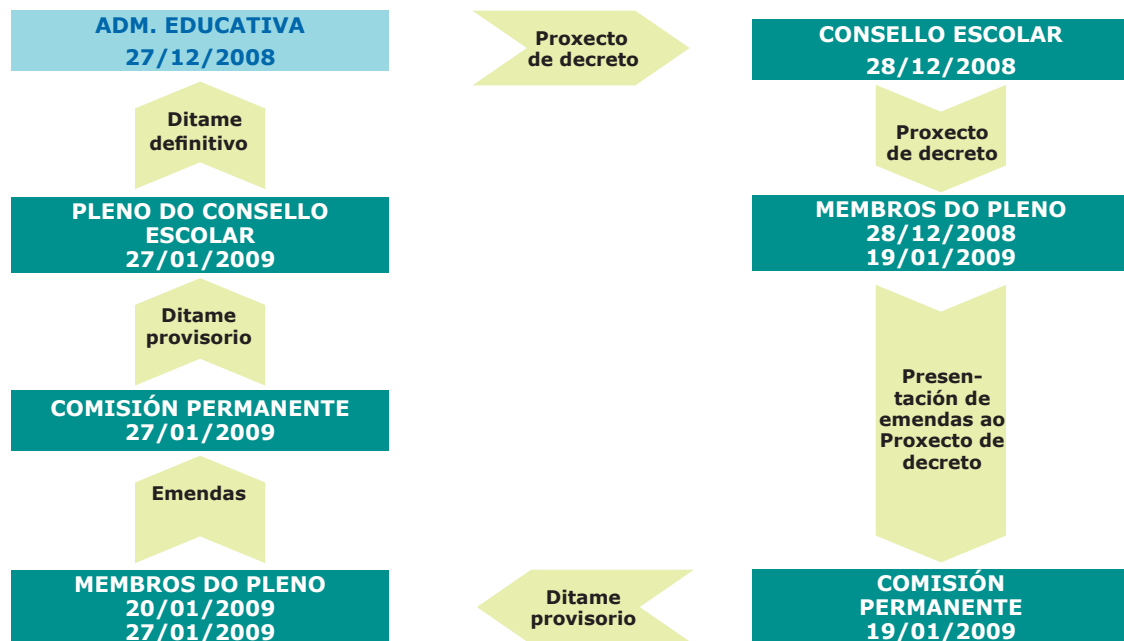 ADM. EDUCATIVA
27/12/2008
Proxecto
de decreto
CONSELLO ESCOLAR
28/12/2008
Proxecto
de decreto
MEMBROS DO PLENO
28/12/2008
19/01/2009
Presen-
tación de
emendas ao
Proxecto de
decreto
COMISIÓN
PERMANENTE
19/01/2009
Ditame
provisorio
MEMBROS DO PLENO
20/01/2009
27/01/2009
Emendas
COMISIÓN PERMANENTE
27/01/2009
Ditame
provisorio
PLENO DO CONSELLO
ESCOLAR
27/01/2009
Ditame
definitivo